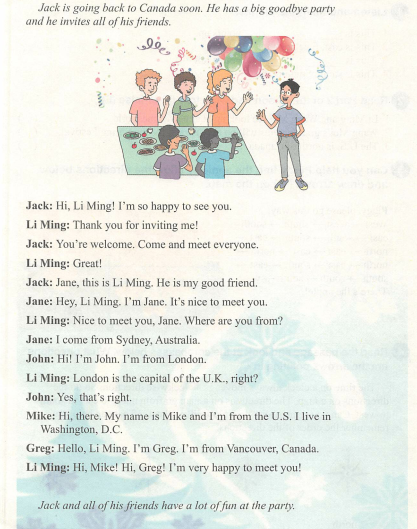 Jack is going back to Canada soon. He has a big goodbye party
and he invites all of his friends.
Jack: Hi, Li Ming! I'm so happy to see you.
Li Ming: Thank you for inviting me!
Jack: You're welcome. Come and meet everyone.
Li Ming: Great!
Jack: Jane, this is Li Ming. He is my good friend.
Jane: Hey, Li Ming. I'm Jane. It's nice to meet you.
Li Ming: Nice to meet you, Jane. Where are you from?
Jane: I come from Sydney, Australia.
John: Hi! I'm John. I'm from London.
Li Ming: London is the capital of the U.K., right?
John: Yes, that's right.
Mike: Hi, there. My name is Mike and I'm from the U.S. I live in
Washington, D.C.
Greg: Hello, Li Ming. I'm Greg. I'm from Vancouver, Canada.
Li Ming: Hi, Mike! Hi, Greg! I'm very happy to meet you!
Jack and all of his friends have a lot of fun at the party.